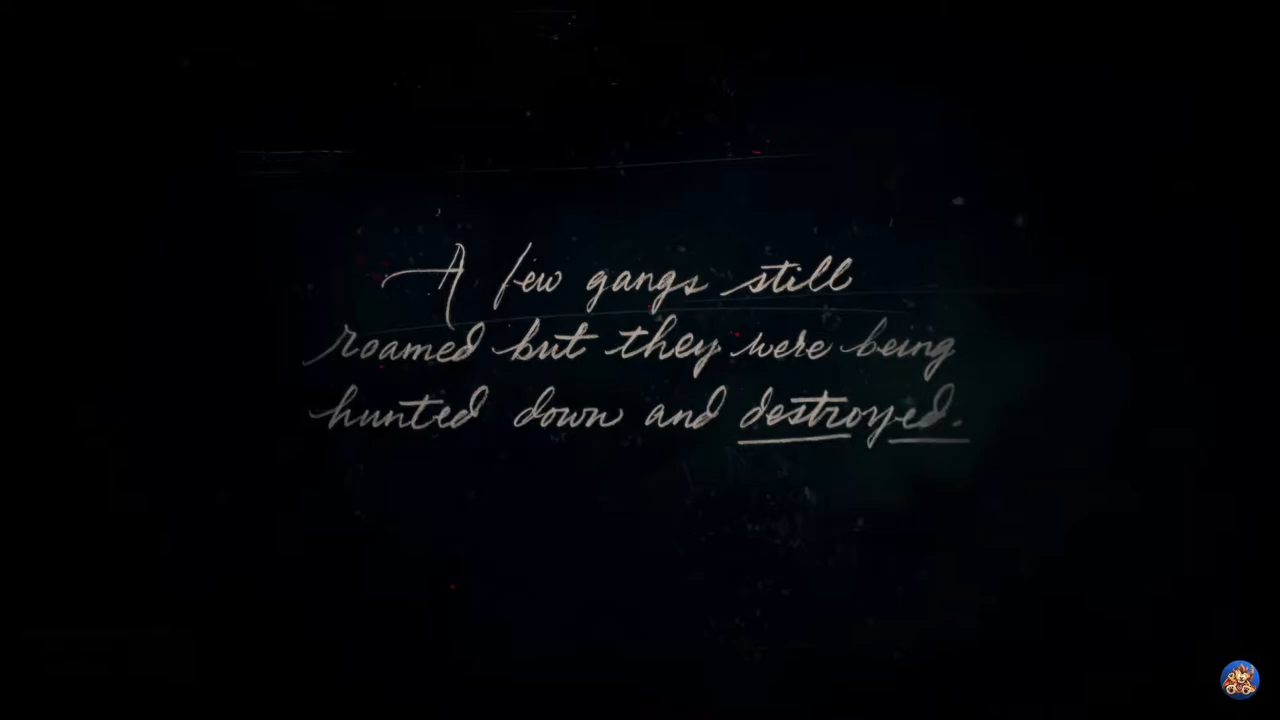 A few gangs still
roamed but they were being
hunted down and destroyed.